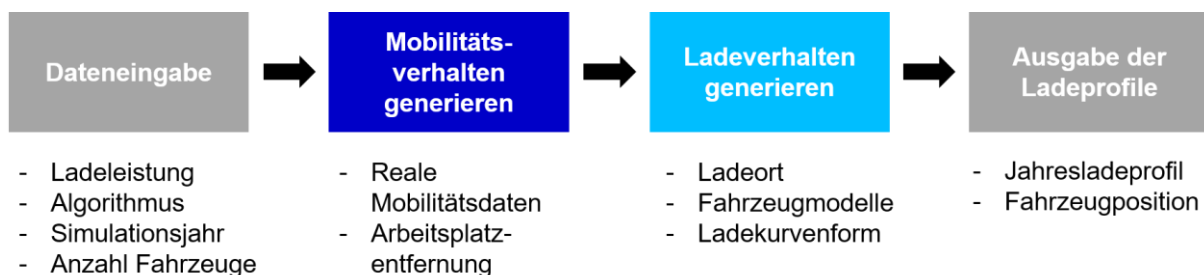 Dateneingabe
Mobilitäts-
verhalten
generieren
Ladeverhalten
generieren
Ausgabe der
Ladeprofile
- Ladeleistung
- Algorithmus
- Simulationsjahr
- Anzahl Fahrzeuge
- Reale
Mobilitätsdaten
- Arbeitsplatz-
entfernung
- Ladeort
- Fahrzeugmodelle
- Ladekurvenform
- Jahresladeprofil
- Fahrzeugposition